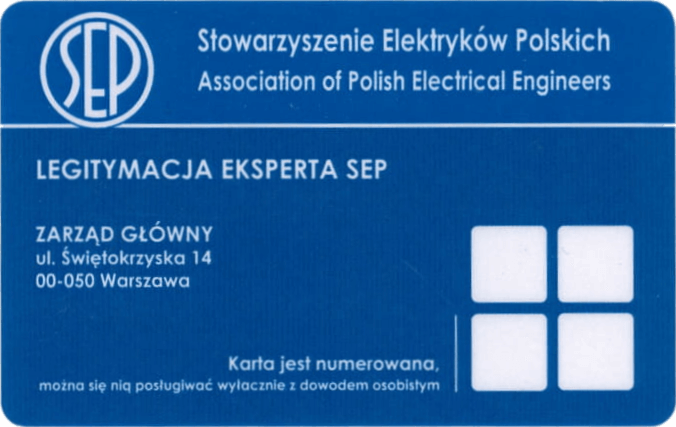 SEP
Stowarzyszenie Elektryków Polskich
Association of Polish Electrical Engineers
LEGITYMACJA EKSPERTA SEP
ZARZĄD GŁÓWNY
ul. Świętokrzyska 14
00-050 Warszawa
Karta jest numerowana,
można się nią posługiwać wyłacznie z dowodem osobistym